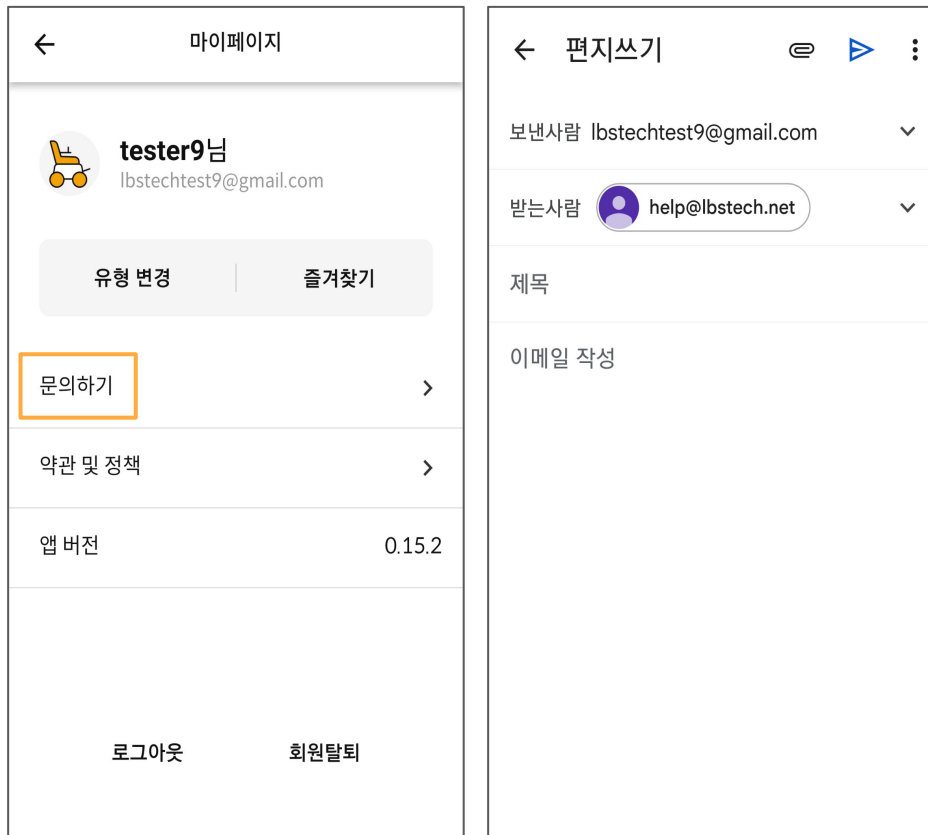 마이페이지
tester9님
lbstechtest9@gmail.com
유형 변경
즐겨찾기
문의하기
약관 및 정책
앱 버전 0.15.2
로그아웃
회원탈퇴
편지쓰기
보낸사람 lbstechtest9@gmail.com
받는사람 help@lbstech.net
제목
이메일 작성